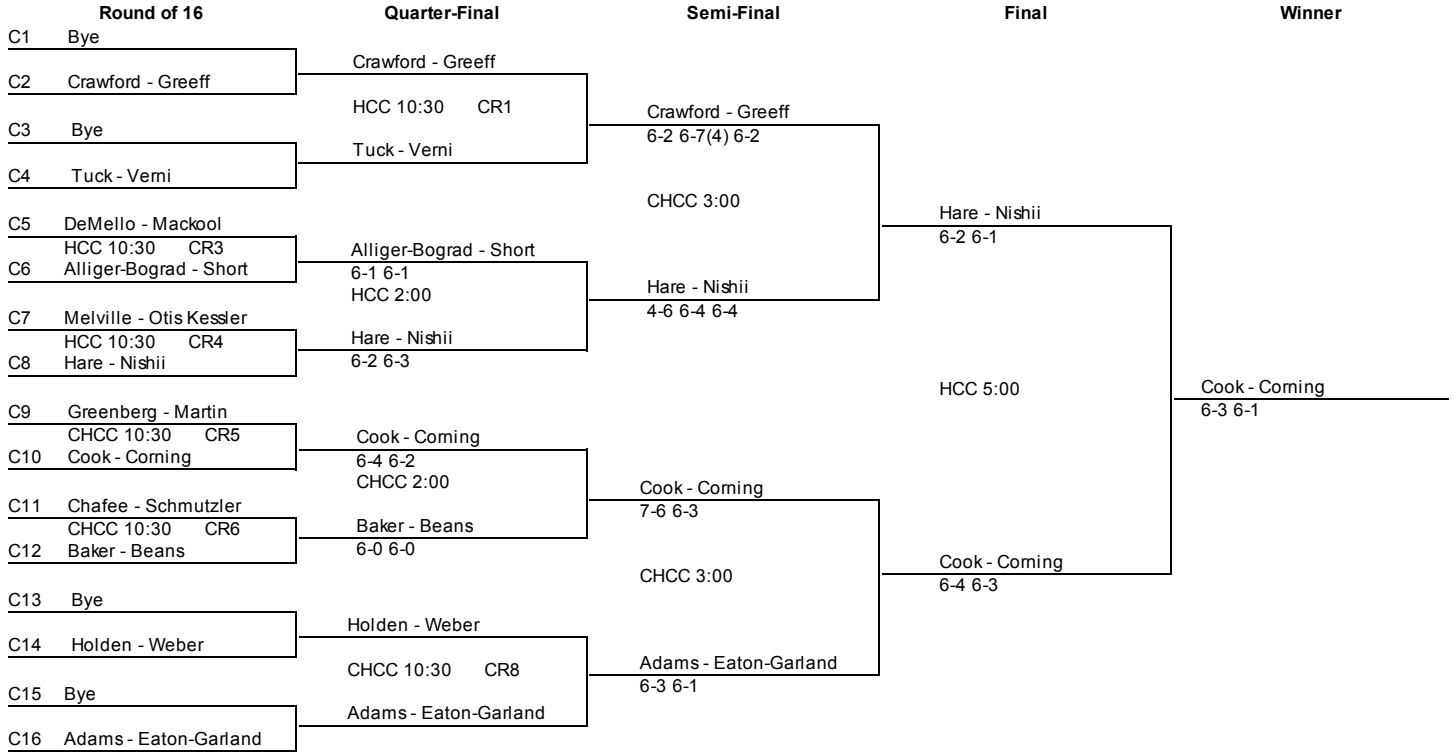 Round of 16 Quarter-Final Semi-Final Final Winner
C1 Bye
Crawford - Greeff
C2 Crawford - Greeff
HCC 10:30 CR1
Crawford - Greeff
C3 Bye
6-2 6-7(4) 6-2
Tuck - Verni
C4 Tuck - Verni
CHCC 3:00
Hare - Nishii
C5 DeMello - Mackool
6-2 6-1
HCC 10:30 CR3
Alliger-Bograd - Short
C6 Alliger-Bograd - Short
6-1 6-1
HCC 2:00
Hare - Nishii
4-6 6-4 6-4
C7 Melville - Otis Kessler
HCC 10:30 CR4
Hare - Nishii
C8 Hare - Nishii
6-2 6-3
HCC 5:00
Cook - Corning
6-3 6-1
C9 Greenberg - Martin
CHCC 10:30 CR5
Cook - Corning
C10 Cook - Corning
6-4 6-2
CHCC 2:00
Cook - Corning
7-6 6-3
C11 Chafee - Schmutzler
CHCC 10:30 CR6
Baker - Beans
C12 Baker - Beans
6-0 6-0
Cook - Corning
6-4 6-3
CHCC 3:00
C13 Bye
Holden - Weber
C14 Holden - Weber
CHCC 10:30 CR8
Adams - Eaton-Garland
6-3 6-1
C15 Bye
Adams - Eaton-Garland
C16 Adams - Eaton-Garland